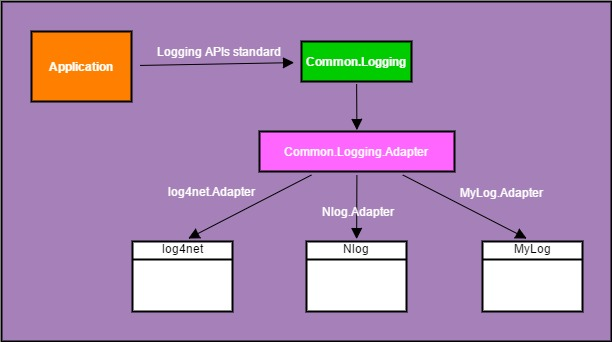 Logging APIs standard
Application
Common.Logging
Common.Logging.Adapter
log4net.Adapter
Nlog.Adapter
MyLog.Adapter
log4net
Nlog
MyLog